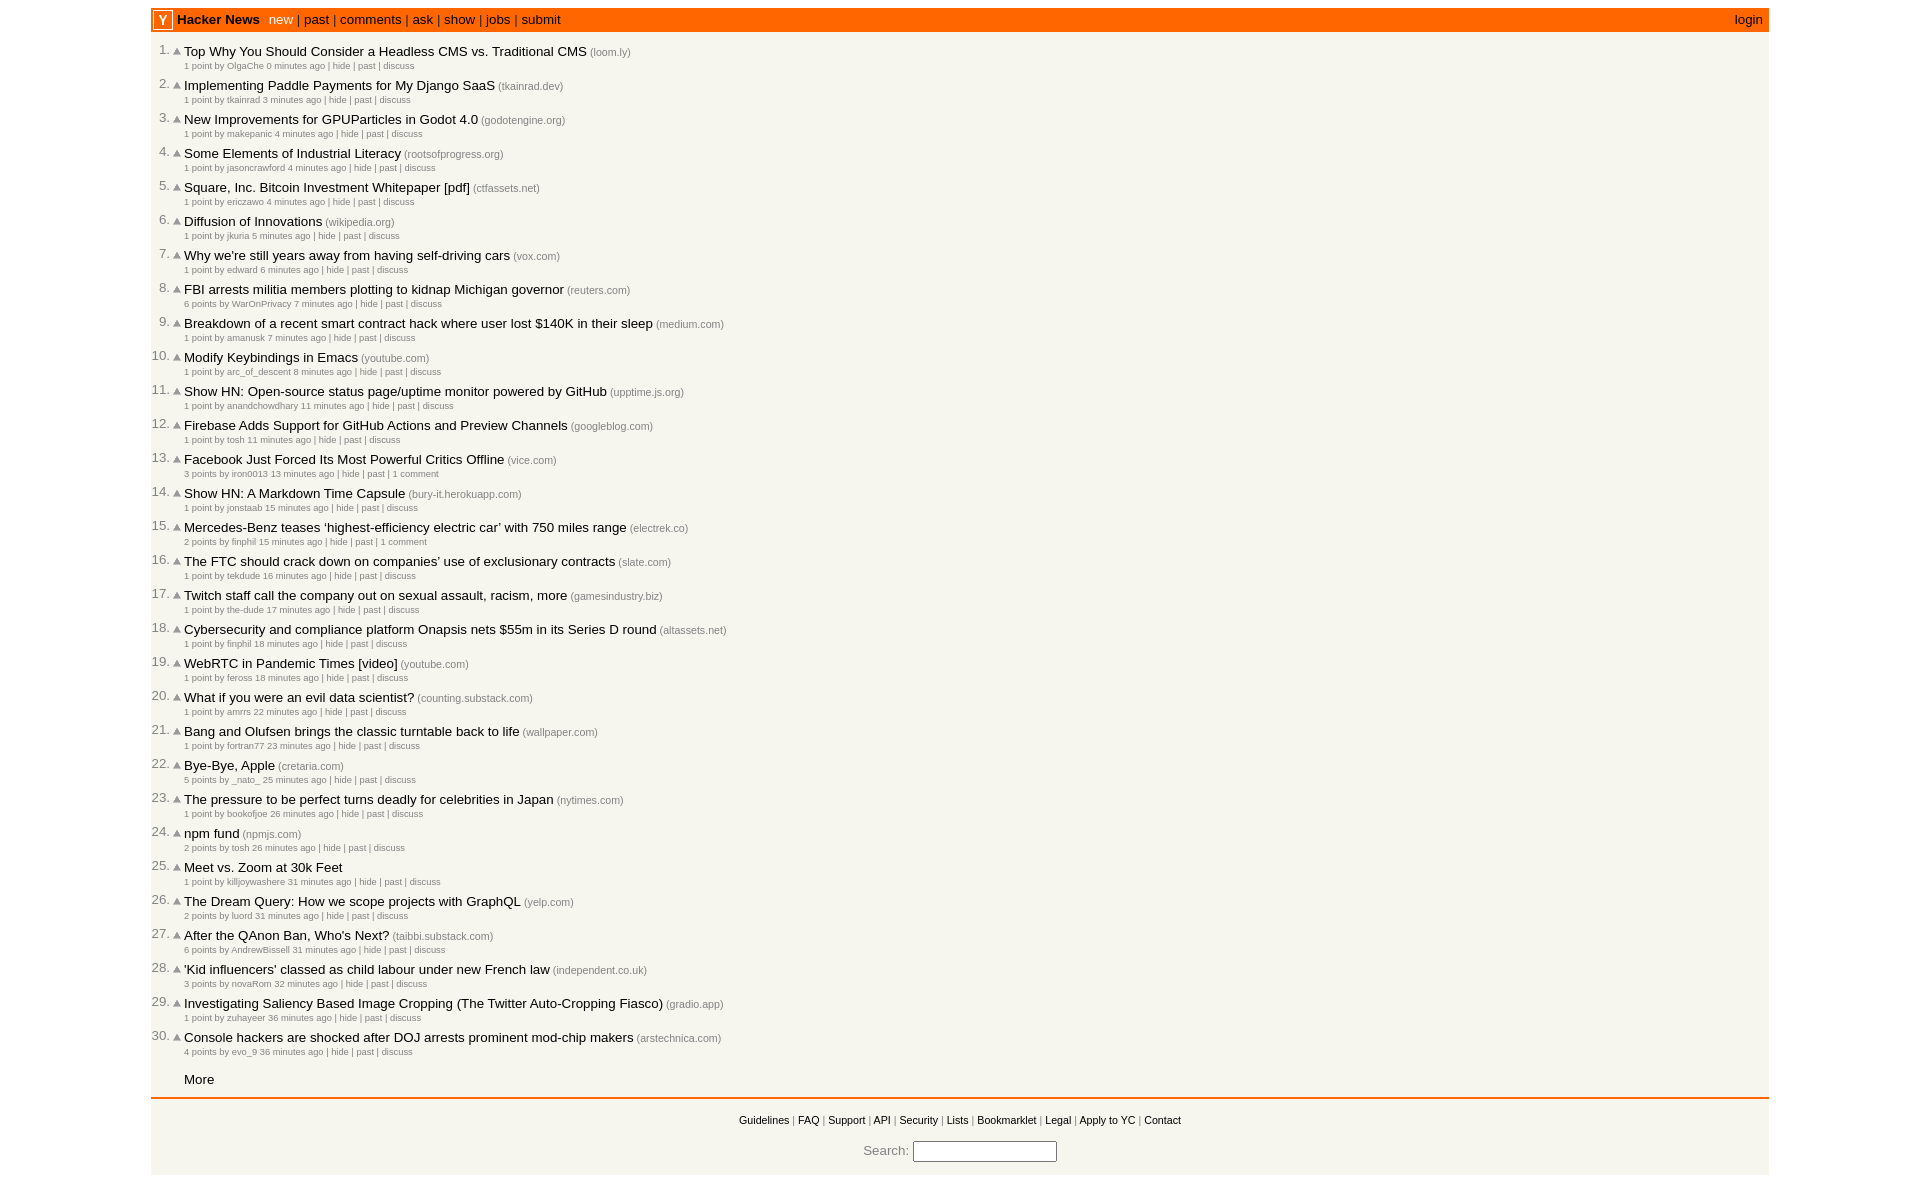 Y Hacker News new | past | comments | ask | show | jobs | submit login
1. Top Why You Should Consider a Headless CMS vs. Traditional CMS (loom.ly)
1 point by OlgaChe 0 minutes ago | hide | past | discuss
2. Implementing Paddle Payments for My Django SaaS (tkainrad.dev)
1 point by tkainrad 3 minutes ago | hide | past | discuss
3. New Improvements for GPUParticles in Godot 4.0 (godotengine.org)
1 point by makepanic 4 minutes ago | hide | past | discuss
4. Some Elements of Industrial Literacy (rootsofprogress.org)
1 point by jasoncrawford 4 minutes ago | hide | past | discuss
5. Square, Inc. Bitcoin Investment Whitepaper [pdf] (ctfassets.net)
1 point by ericzawo 4 minutes ago | hide | past | discuss
6. Diffusion of Innovations (wikipedia.org)
1 point by jkuria 5 minutes ago | hide | past | discuss
7. Why we're still years away from having self-driving cars (vox.com)
1 point by edward 6 minutes ago | hide | past | discuss
8. FBI arrests militia members plotting to kidnap Michigan governor (reuters.com)
6 points by WarOnPrivacy 7 minutes ago | hide | past | discuss
9. Breakdown of a recent smart contract hack where user lost $140K in their sleep (medium.com)
1 point by amanusk 7 minutes ago | hide | past | discuss
10. Modify Keybindings in Emacs (youtube.com)
1 point by arc_of_descent 8 minutes ago | hide | past | discuss
11. Show HN: Open-source status page/uptime monitor powered by GitHub (upptime.js.org)
1 point by anandchowdhary 11 minutes ago | hide | past | discuss
12. Firebase Adds Support for GitHub Actions and Preview Channels (googleblog.com)
1 point by tosh 11 minutes ago | hide | past | discuss
13. Facebook Just Forced Its Most Powerful Critics Offline (vice.com)
3 points by iron0013 13 minutes ago | hide | past | 1 comment
14. Show HN: A Markdown Time Capsule (bury-it.herokuapp.com)
1 point by jonstaab 15 minutes ago | hide | past | discuss
15. Mercedes-Benz teases ‘highest-efficiency electric car’ with 750 miles range (electrek.co)
2 points by finphil 15 minutes ago | hide | past | 1 comment
16. The FTC should crack down on companies’ use of exclusionary contracts (slate.com)
1 point by tekdude 16 minutes ago | hide | past | discuss
17. Twitch staff call the company out on sexual assault, racism, more (gamesindustry.biz)
1 point by the-dude 17 minutes ago | hide | past | discuss
18. Cybersecurity and compliance platform Onapsis nets $55m in its Series D round (altassets.net)
1 point by finphil 18 minutes ago | hide | past | discuss
19. WebRTC in Pandemic Times [video] (youtube.com)
1 point by feross 18 minutes ago | hide | past | discuss
20. What if you were an evil data scientist? (counting.substack.com)
1 point by amrrs 22 minutes ago | hide | past | discuss
21. Bang and Olufsen brings the classic turntable back to life (wallpaper.com)
1 point by fortran77 23 minutes ago | hide | past | discuss
22. Bye-Bye, Apple (cretaria.com)
5 points by _nato_ 25 minutes ago | hide | past | discuss
23. The pressure to be perfect turns deadly for celebrities in Japan (nytimes.com)
1 point by bookofjoe 26 minutes ago | hide | past | discuss
24. npm fund (npmjs.com)
2 points by tosh 26 minutes ago | hide | past | discuss
25. Meet vs. Zoom at 30k Feet
1 point by killjoywashere 31 minutes ago | hide | past | discuss
26. The Dream Query: How we scope projects with GraphQL (yelp.com)
2 points by luord 31 minutes ago | hide | past | discuss
27. After the QAnon Ban, Who's Next? (taibbi.substack.com)
6 points by AndrewBissell 31 minutes ago | hide | past | discuss
28. 'Kid influencers' classed as child labour under new French law (independent.co.uk)
3 points by novaRom 32 minutes ago | hide | past | discuss
29. Investigating Saliency Based Image Cropping (The Twitter Auto-Cropping Fiasco) (gradio.app)
1 point by zuhayeer 36 minutes ago | hide | past | discuss
30. Console hackers are shocked after DOJ arrests prominent mod-chip makers (arstechnica.com)
4 points by evo_9 36 minutes ago | hide | past | discuss
More
Guidelines | FAQ | Support | API | Security | Lists | Bookmarklet | Legal | Apply to YC | Contact
Search: